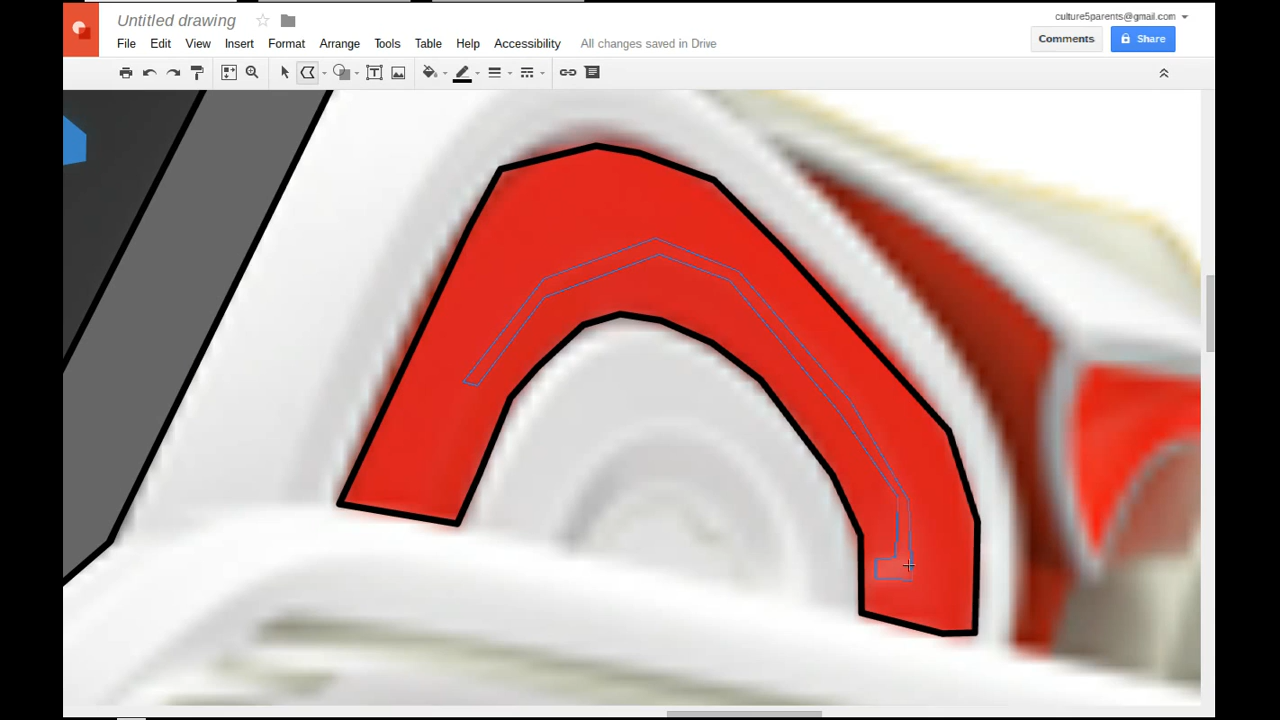 Untitled drawing
culture5parents@gmail.com
File Edit View Insert Format Arrange Tools Table Help Accessibility All changes saved in Drive
Comments Share